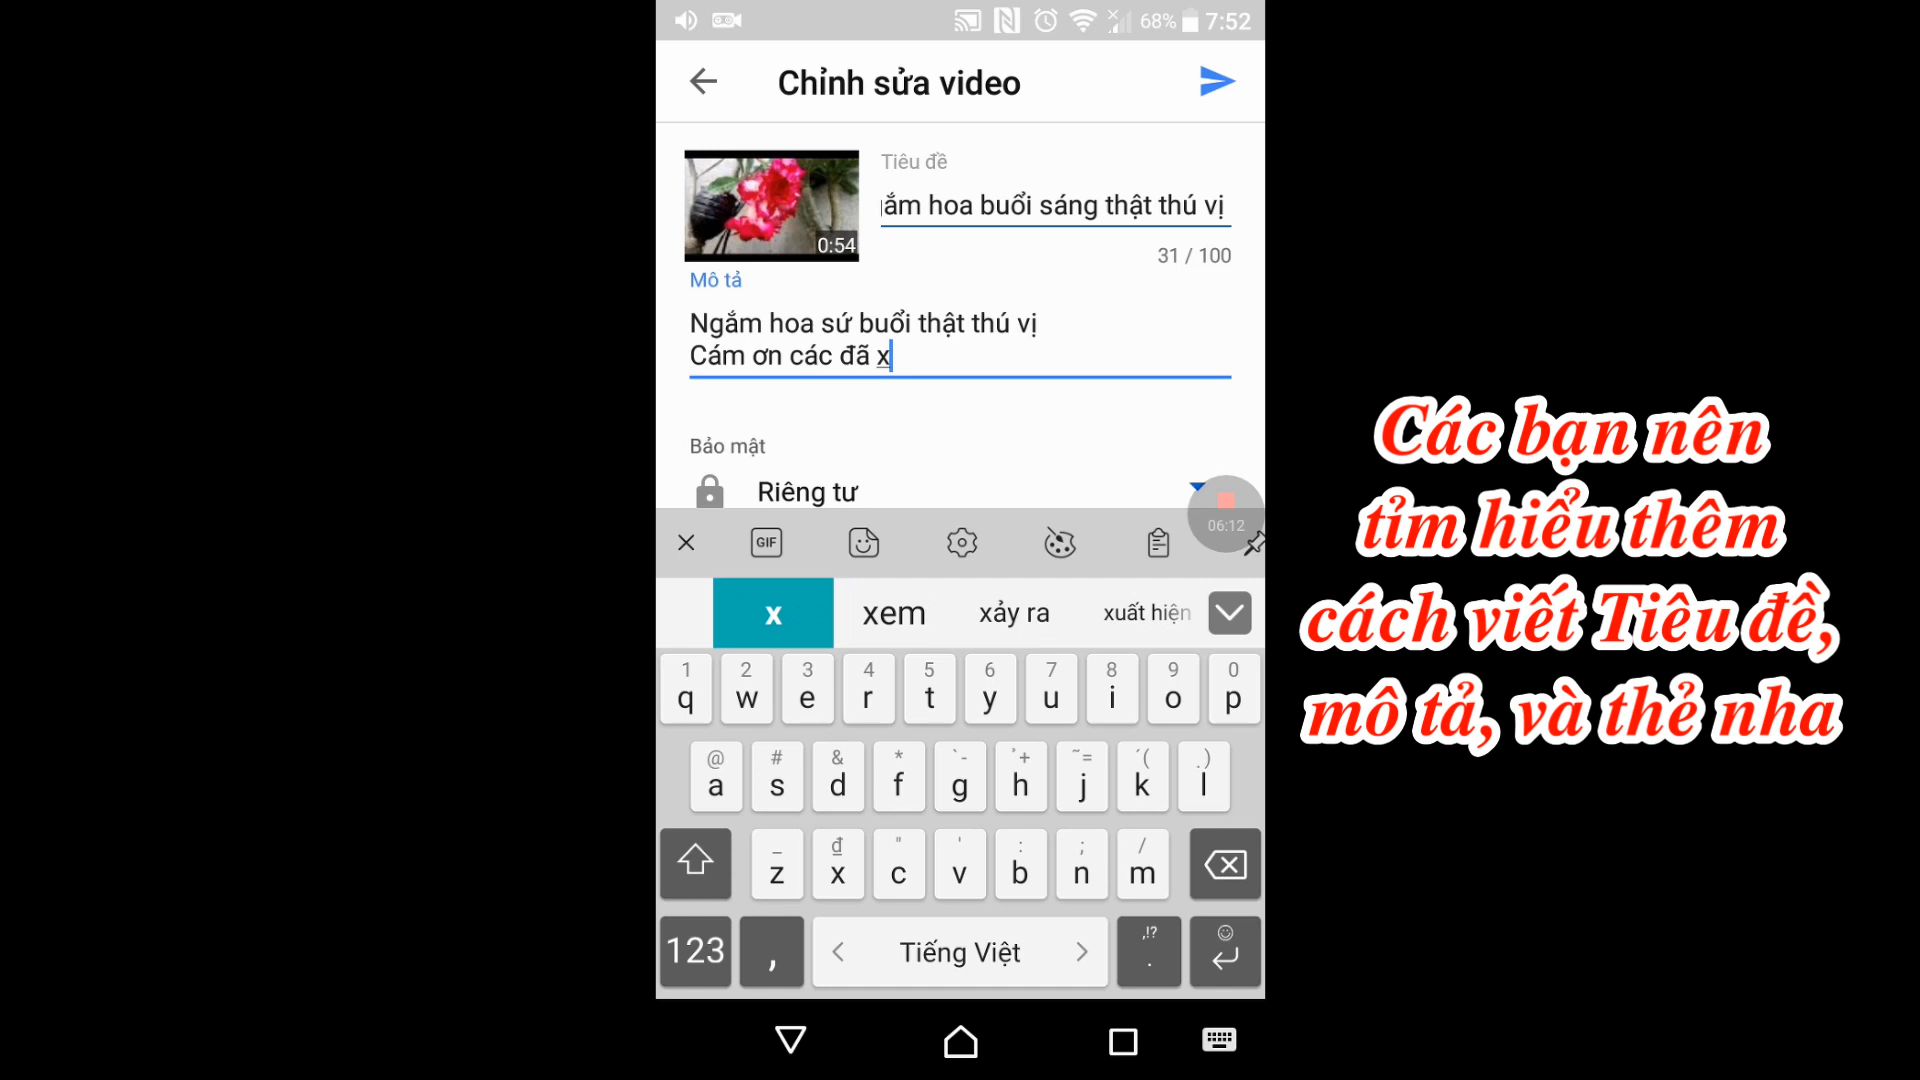 68% 7:52
Chỉnh sửa video
Tiêu đề
ắm hoa buổi sáng thật thú vị
0:54
31 / 100
Mô tả
Ngắm hoa sứ buổi thật thú vị
Cám ơn các đã x
Bảo mật
Riêng tư
06:12
GIF
x xem xảy ra xuất hiện
1 2 3 4 5 6 7 8 9 0
q w e r t y u i o p
@ # & * `- ̉+ ~= ´( .)
a s d f g h j k l
_ đ " ' : ; /
z x c v b n m
,!?
123 , < Tiếng Việt > .
Các bạn nên
tỉm hiểu thêm
cách viết Tiêu đề,
mô tả, và thẻ nha